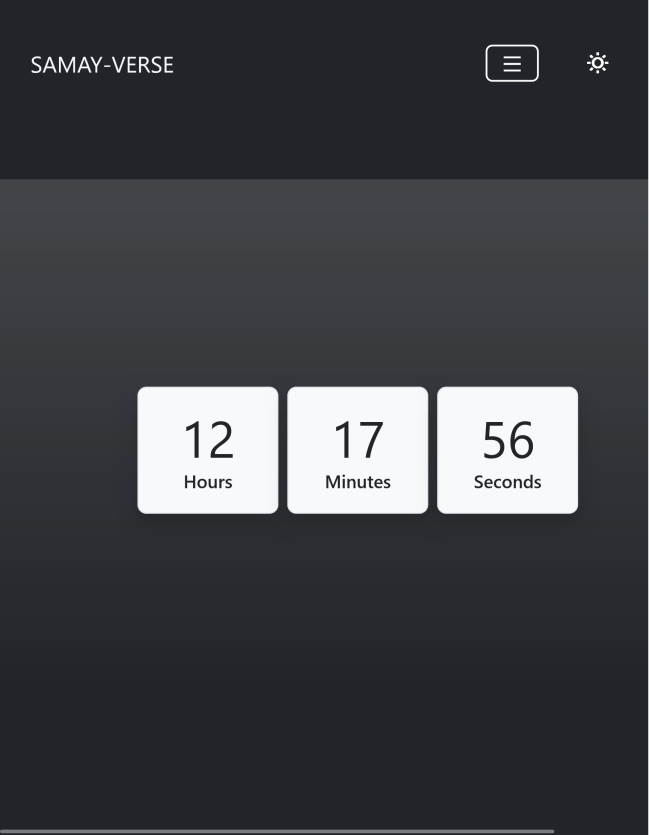 SAMAY-VERSE
12 17 56
Hours Minutes Seconds